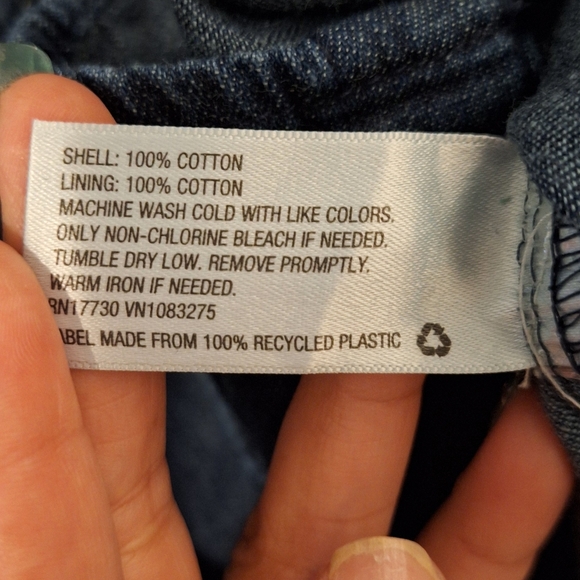 SHELL: 100% COTTON
LINING: 100% COTTON
MACHINE WASH COLD WITH LIKE COLORS.
ONLY NON-CHLORINE BLEACH IF NEEDED.
TUMBLE DRY LOW. REMOVE PROMPTLY.
WARM IRON IF NEEDED.
RN17730 VN1083275
LABEL MADE FROM 100% RECYCLED PLASTIC